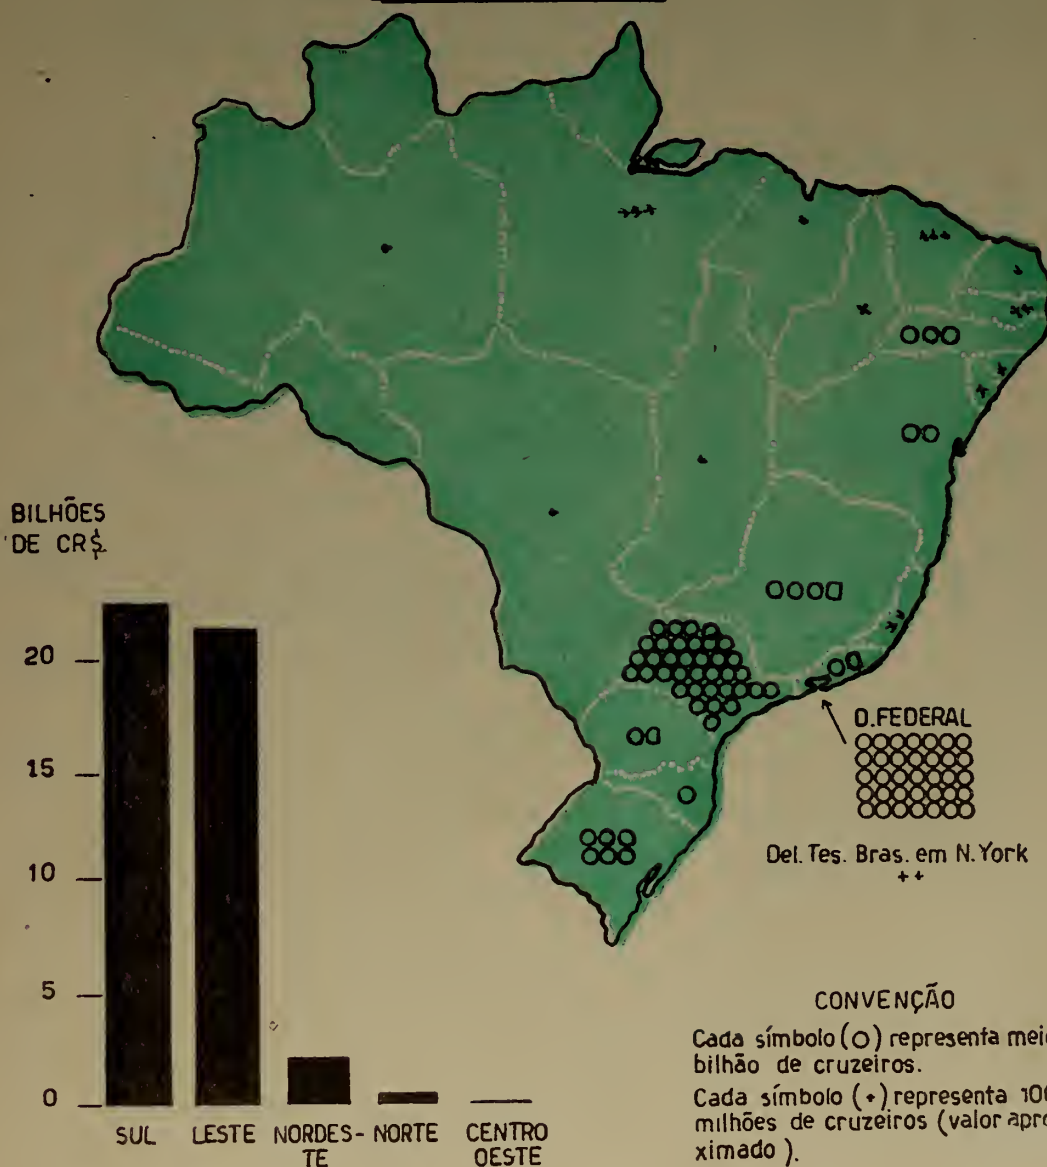 BILHÕES
DE CR$
20
15
10
5
0
SUL
LESTE
NORDES-
TE
NORTE
CENTRO
OESTE
D.FEDERAL
Del. Tes. Bras. em N. York
++
CONVENÇÃO
Cada símbolo (O) representa meio
bilhão de cruzeiros.
Cada símbolo (+) representa 100
milhões de cruzeiros (valor apro
ximado ).